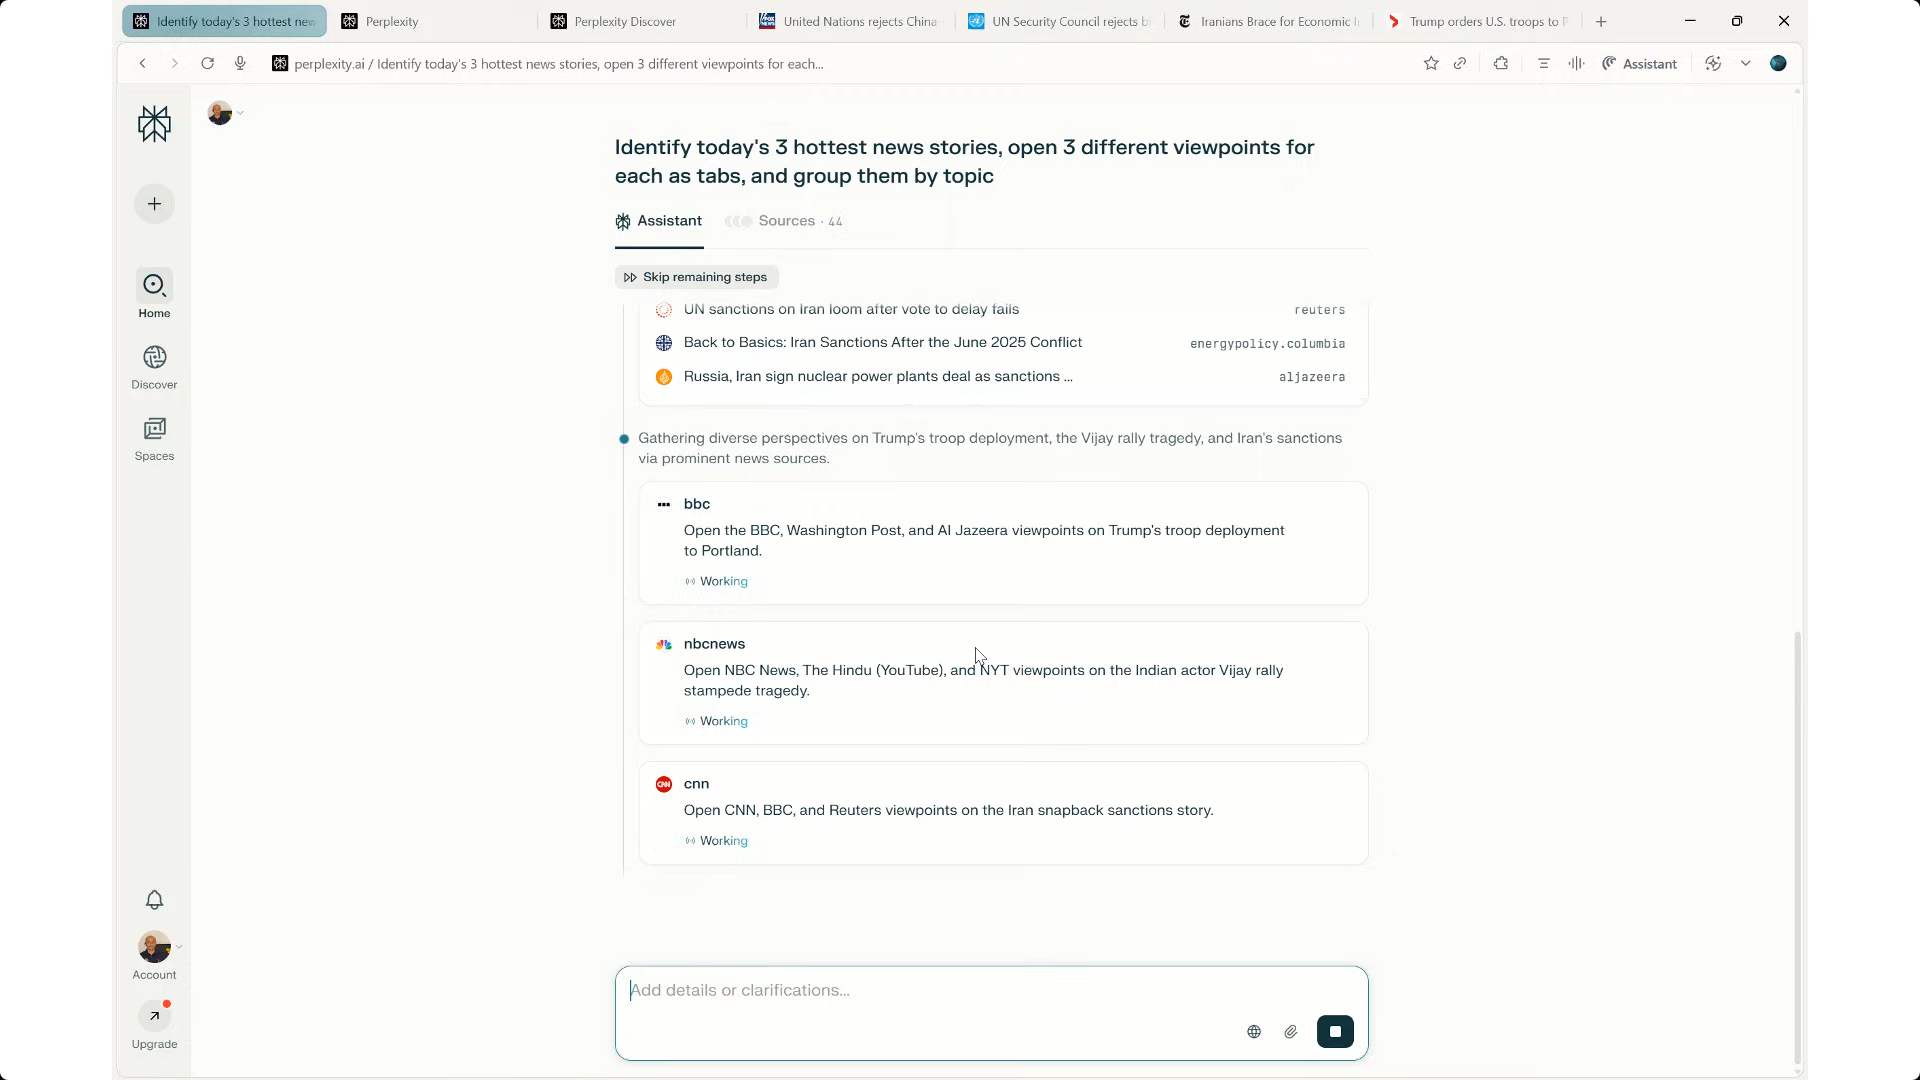 Identify today's 3 hottest new
Perplexity
Perplexity Discover
United Nations rejects China
UN Security Council rejects b
Iranians Brace for Economic I
Trump orders U.S. troops to P
perplexity.ai / Identify today's 3 hottest news stories, open 3 different viewpoints for each...
Assistant
Home
Discover
Spaces
Account
Upgrade
Identify today's 3 hottest news stories, open 3 different viewpoints for
each as tabs, and group them by topic
Assistant
Sources · 44
Skip remaining steps
UN sanctions on Iran loom after vote to delay fails reuters
Back to Basics: Iran Sanctions After the June 2025 Conflict energypolicy.columbia
Russia, Iran sign nuclear power plants deal as sanctions ... aljazeera
Gathering diverse perspectives on Trump's troop deployment, the Vijay rally tragedy, and Iran's sanctions
via prominent news sources.
bbc
Open the BBC, Washington Post, and Al Jazeera viewpoints on Trump's troop deployment
to Portland.
Working
nbcnews
Open NBC News, The Hindu (YouTube), and NYT viewpoints on the Indian actor Vijay rally
stampede tragedy.
Working
cnn
Open CNN, BBC, and Reuters viewpoints on the Iran snapback sanctions story.
Working
Add details or clarifications...